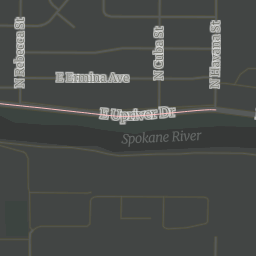 N Rebecca St
N Cuba St
N Havana St
E Ermina Ave
E Upriver Dr
Spokane River